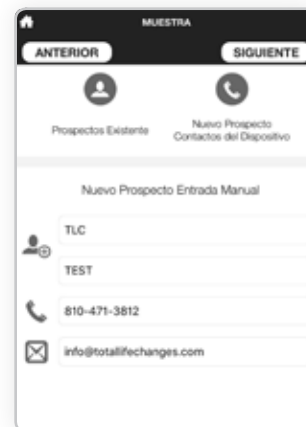 MUESTRA
ANTERIOR
SIGUIENTE
Prospectos Existente
Nuevo Prospecto
Contactos del Dispositivo
Nuevo Prospecto Entrada Manual
TLC
TEST
810-471-3812
info@totallifechanges.com